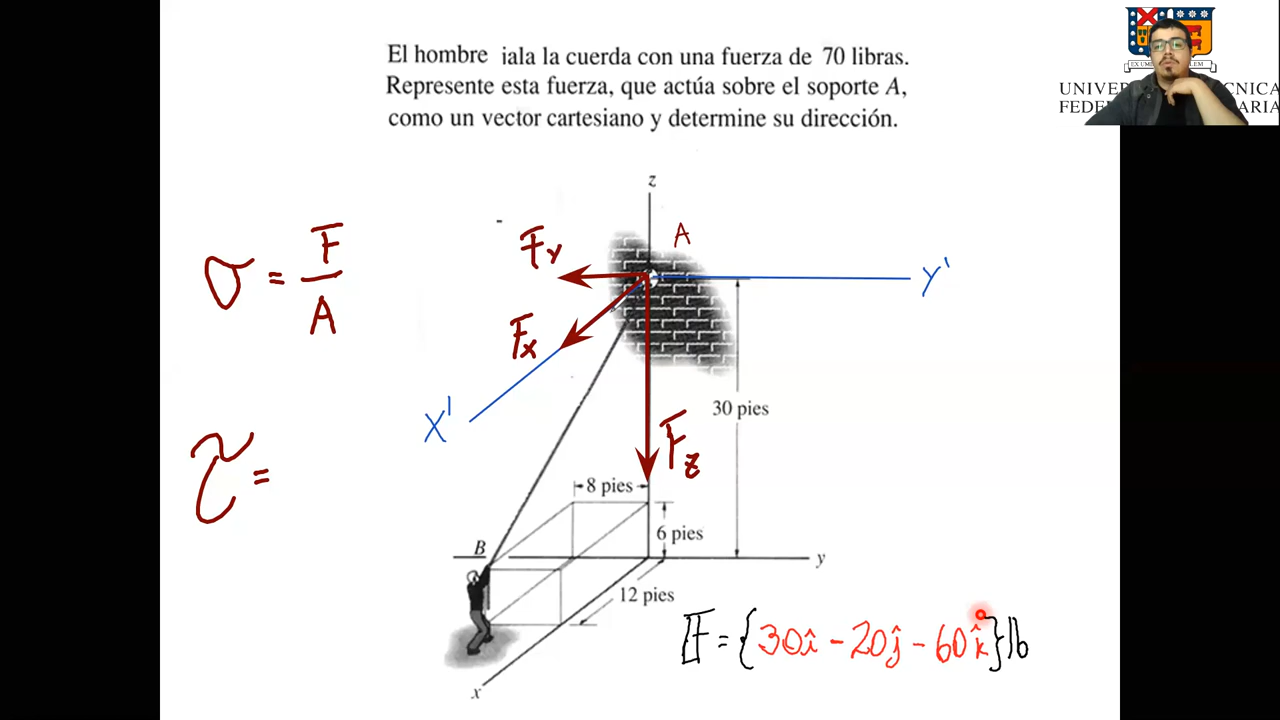 El hombre iala la cuerda con una fuerza de 70 libras.
Represente esta fuerza, que actúa sobre el soporte A,
como un vector cartesiano y determine su dirección.
z
A
Fy
Y'
σ = F / A
Fx
30 pies
X'
Fz
τ =
8 pies
6 pies
B
y
12 pies
F = {30î - 20ĵ - 60k̂} lb
x